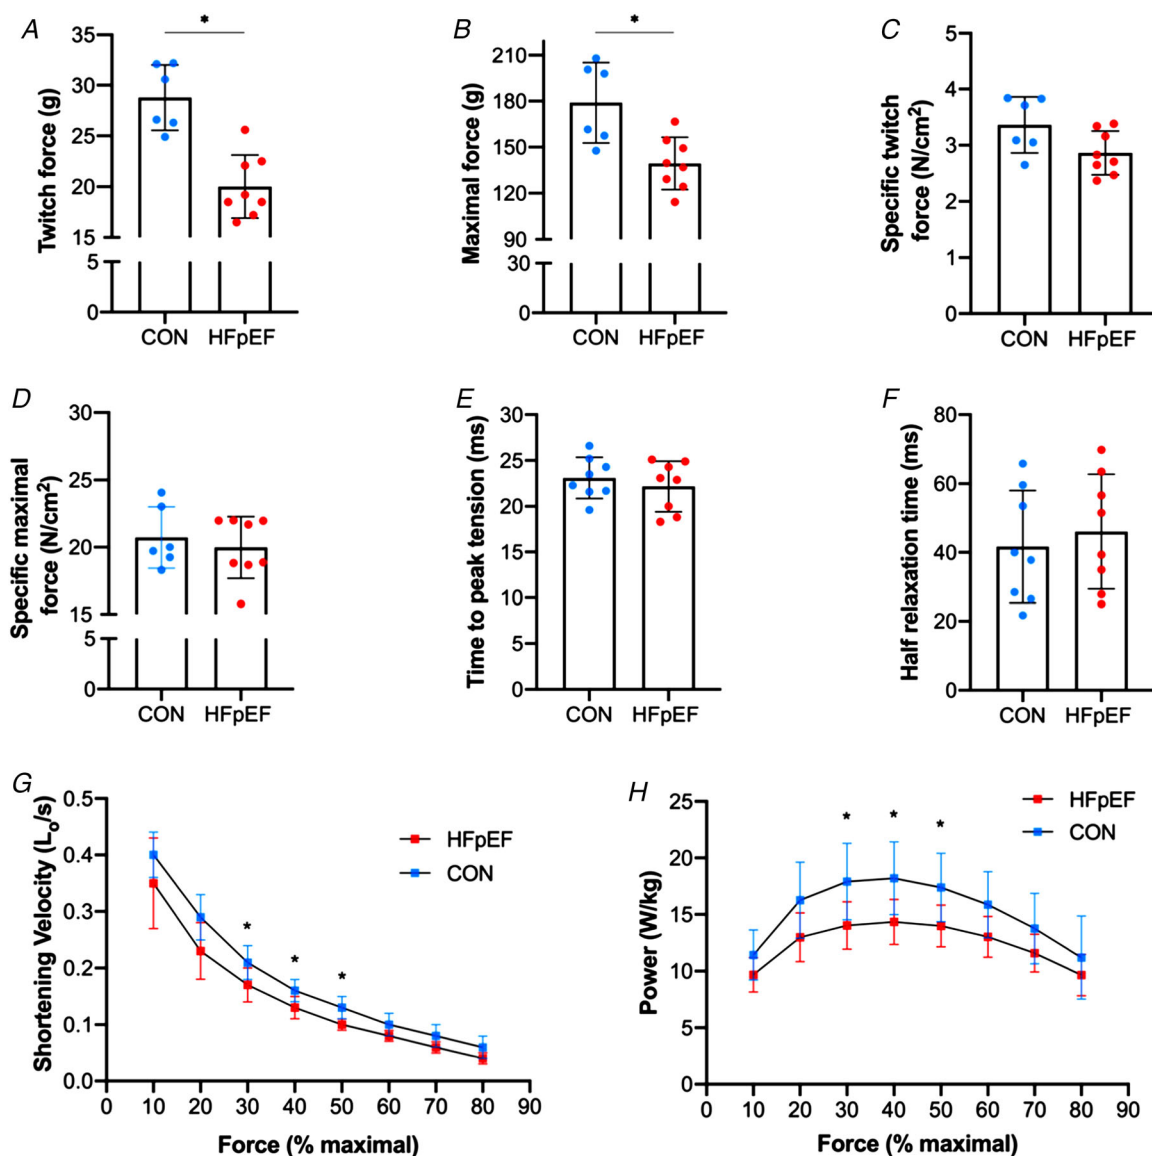 A
Twitch force (g)
35
30
25
20
15
5
0
*
CON
HFpEF
B
Maximal force (g)
210
180
150
120
90
30
0
*
CON
HFpEF
C
Specific twitch
force (N/cm²)
5
4
3
2
1
0
CON
HFpEF
D
Specific maximal
force (N/cm²)
30
25
20
15
5
0
CON
HFpEF
E
Time to peak tension (ms)
30
25
20
15
10
5
0
CON
HFpEF
F
Half relaxation time (ms)
80
60
40
20
0
CON
HFpEF
G
Shortening Velocity (Lo/s)
0.5
0.4
0.3
0.2
0.1
0.0
HFpEF
CON
* * *
0 10 20 30 40 50 60 70 80 90
Force (% maximal)
H
Power (W/kg)
25
20
15
10
5
0
HFpEF
CON
* * *
0 10 20 30 40 50 60 70 80 90
Force (% maximal)